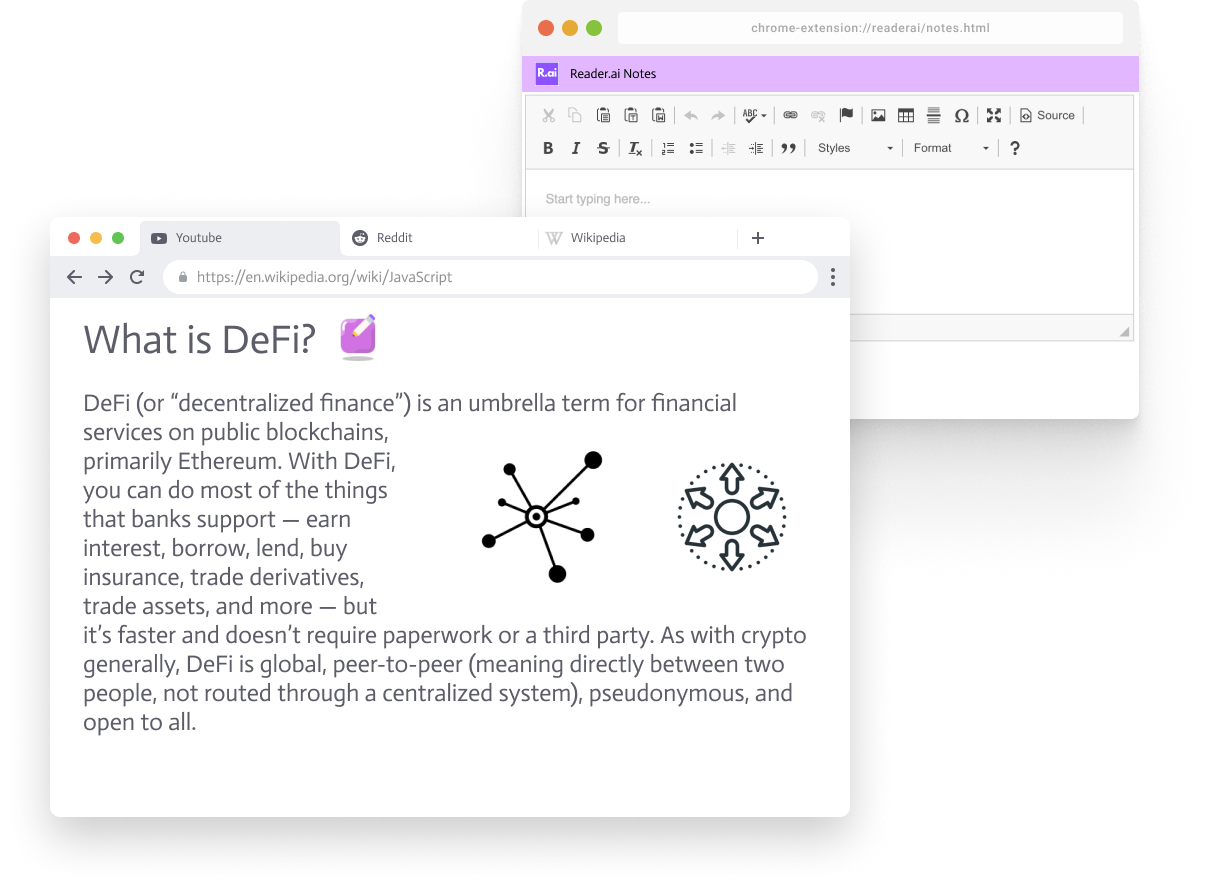 chrome-extension://readerai/notes.html
R.ai Reader.ai Notes
ABC Ω Source
B I S Tx Styles Format ?
Start typing here...
Youtube Reddit Wikipedia
https://en.wikipedia.org/wiki/JavaScript
What is DeFi?
DeFi (or “decentralized finance”) is an umbrella term for financial
services on public blockchains,
primarily Ethereum. With DeFi,
you can do most of the things
that banks support — earn
interest, borrow, lend, buy
insurance, trade derivatives,
trade assets, and more — but
it’s faster and doesn’t require paperwork or a third party. As with crypto
generally, DeFi is global, peer-to-peer (meaning directly between two
people, not routed through a centralized system), pseudonymous, and
open to all.